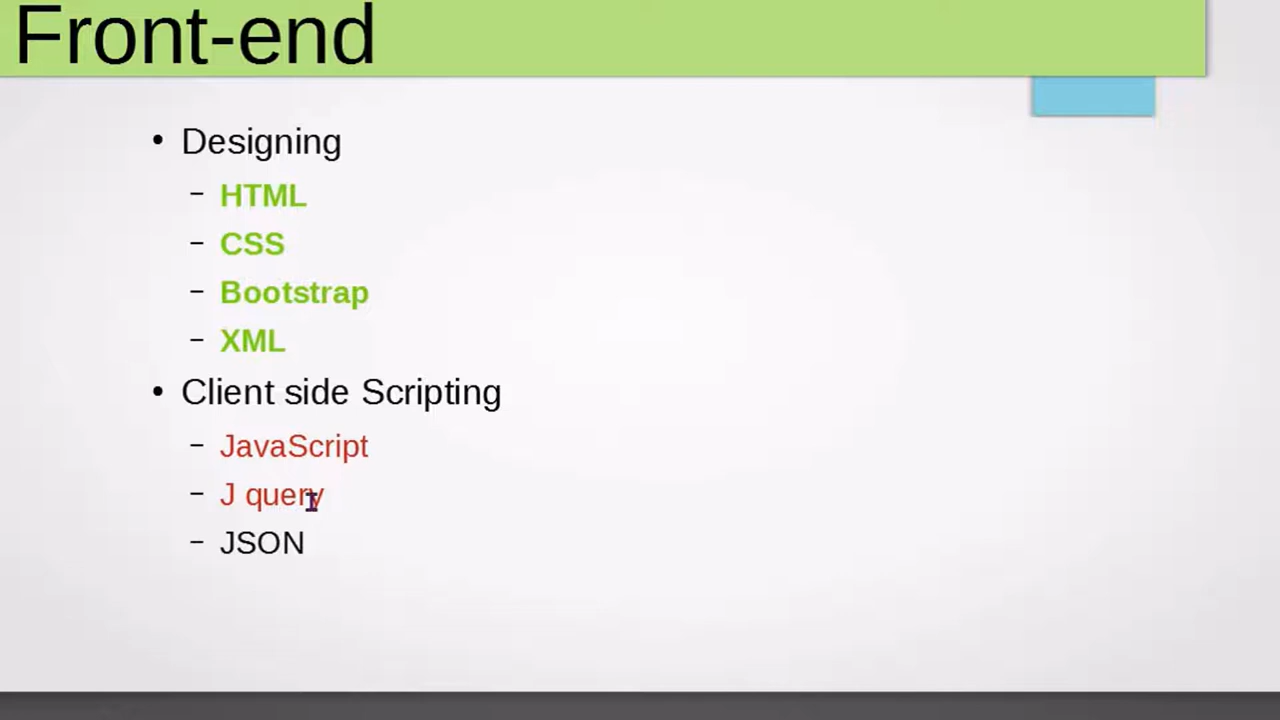 Front-end
• Designing
– HTML
– CSS
– Bootstrap
– XML
• Client side Scripting
– JavaScript
– J query
– JSON